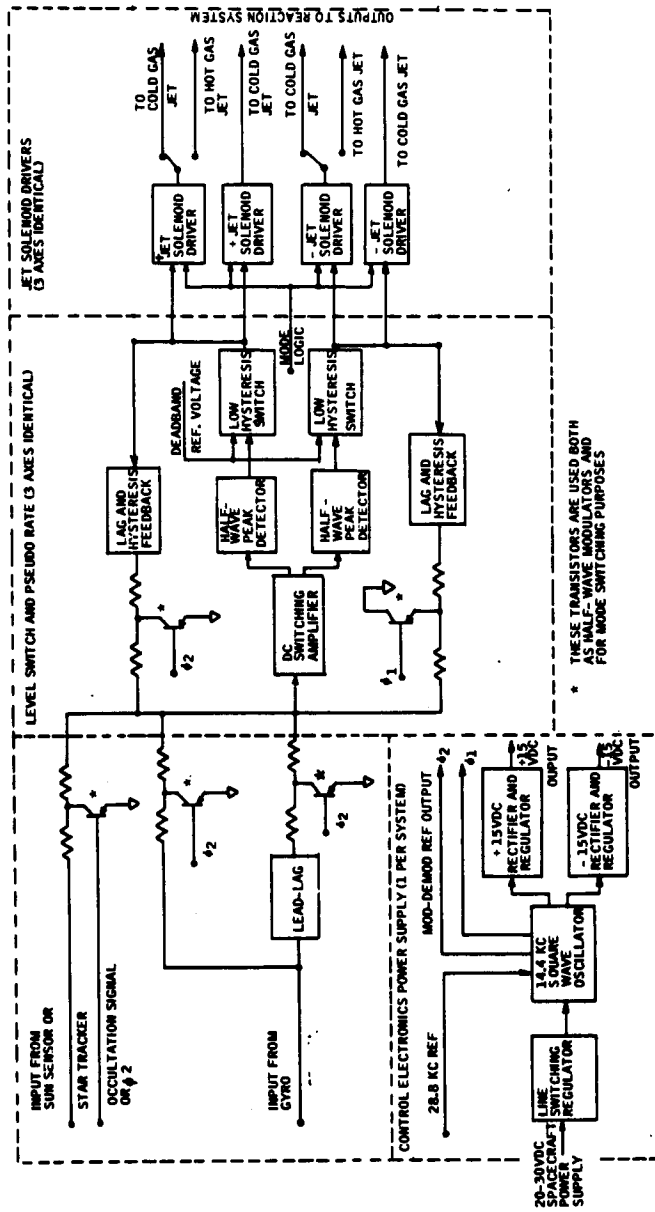 INPUT FROM
SUN SENSOR OR
STAR TRACKER
OCCULTATION SIGNAL
OR ϕ 2
INPUT FROM
GYRO
LEAD-LAG
*
*
ϕ2
*
ϕ2
LEVEL SWITCH AND PSEUDO RATE (3 AXES IDENTICAL)
*
ϕ2
LAG AND
HYSTERESIS
FEEDBACK
DC
SWITCHING
AMPLIFIER
HALF-
WAVE
PEAK
DETECTOR
HALF-
WAVE
PEAK
DETECTOR
DEADBAND
REF. VOLTAGE
LOW
HYSTERESIS
SWITCH
LOW
HYSTERESIS
SWITCH
MODE
LOGIC
*
ϕ1
LAG AND
HYSTERESIS
FEEDBACK
JET SOLENOID DRIVERS
(3 AXES IDENTICAL)
+JET
SOLENOID
DRIVER
+JET
SOLENOID
DRIVER
-JET
SOLENOID
DRIVER
-JET
SOLENOID
DRIVER
TO
COLD GAS
JET
TO HOT GAS
JET
TO COLD GAS
JET
TO COLD GAS
JET
TO HOT GAS JET
TO COLD GAS JET
OUTPUTS TO REACTION SYSTEM
CONTROL ELECTRONICS POWER SUPPLY (1 PER SYSTEM)
28.8 KC REF
MOD-DEMOD REF OUTPUT
ϕ2
ϕ1
20-30VDC
SPACECRAFT
POWER
SUPPLY
LINE
SWITCHING
REGULATOR
14.4 KC
SQUARE
WAVE
OSCILLATOR
+15VDC
RECTIFIER AND
REGULATOR
+15
VDC
OUPUT
-15VDC
RECTIFIER AND
REGULATOR
-15
VDC
OUTPUT
* THESE TRANSISTORS ARE USED BOTH
AS HALF-WAVE MODULATORS AND
FOR MODE SWITCHING PURPOSES